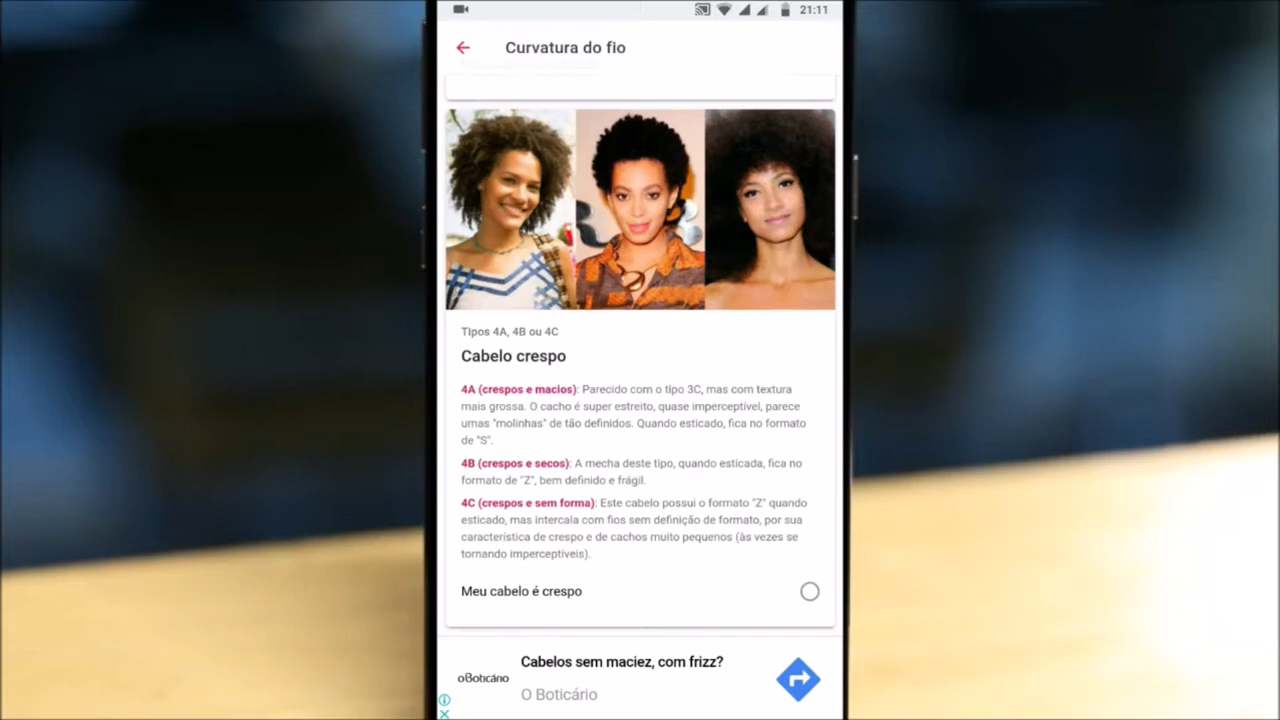 21:11
Curvatura do fio
Tipos 4A, 4B ou 4C
Cabelo crespo
4A (crespos e macios): Parecido com o tipo 3C, mas com textura
mais grossa. O cacho é super estreito, quase imperceptível, parece
umas "molinhas" de tão definidos. Quando esticado, fica no formato
de "S".
4B (crespos e secos): A mecha deste tipo, quando esticada, fica no
formato de "Z", bem definido e frágil.
4C (crespos e sem forma): Este cabelo possui o formato "Z" quando
esticado, mas intercala com fios sem definição de formato, por sua
característica de crespo e de cachos muito pequenos (às vezes se
tornando imperceptíveis).
Meu cabelo é crespo
Cabelos sem maciez, com frizz?
oBoticário
O Boticário